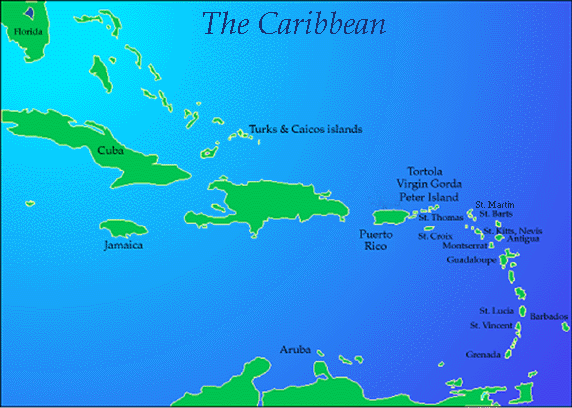 The Caribbean
Florida
Turks & Caicos islands
Cuba
Tortola
Virgin Gorda
Peter Island
St. Martin
St. Barts
St. Thomas
St. Kitts, Nevis
Puerto
Rico
St. Croix
Antigua
Jamaica
Montserrat
Guadaloupe
St. Lucia
Barbados
St. Vincent
Aruba
Grenada